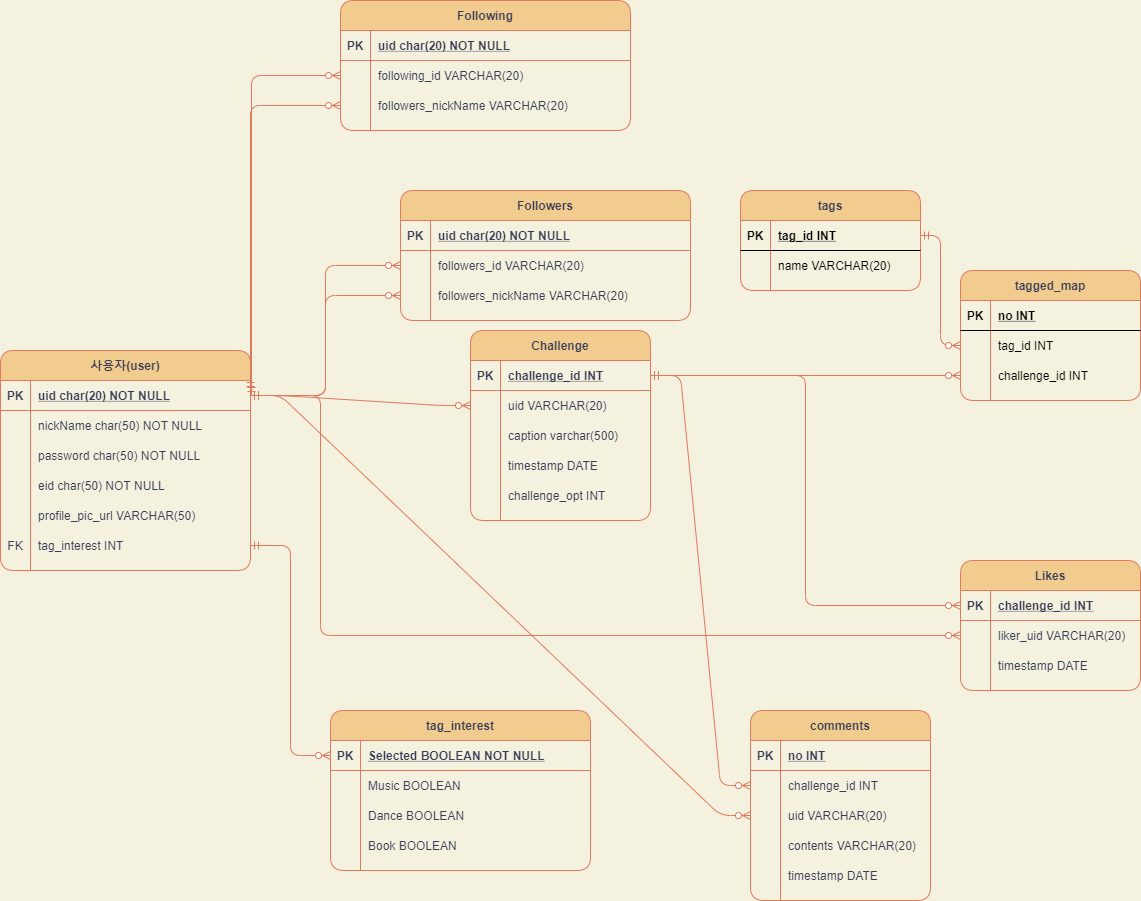 Following
PK uid char(20) NOT NULL
following_id VARCHAR(20)
followers_nickName VARCHAR(20)
Followers
PK uid char(20) NOT NULL
followers_id VARCHAR(20)
followers_nickName VARCHAR(20)
tags
PK tag_id INT
name VARCHAR(20)
tagged_map
PK no INT
tag_id INT
challenge_id INT
사용자(user)
PK uid char(20) NOT NULL
nickName char(50) NOT NULL
password char(50) NOT NULL
eid char(50) NOT NULL
profile_pic_url VARCHAR(50)
FK tag_interest INT
Challenge
PK challenge_id INT
uid VARCHAR(20)
caption varchar(500)
timestamp DATE
challenge_opt INT
Likes
PK challenge_id INT
liker_uid VARCHAR(20)
timestamp DATE
tag_interest
PK Selected BOOLEAN NOT NULL
Music BOOLEAN
Dance BOOLEAN
Book BOOLEAN
comments
PK no INT
challenge_id INT
uid VARCHAR(20)
contents VARCHAR(20)
timestamp DATE